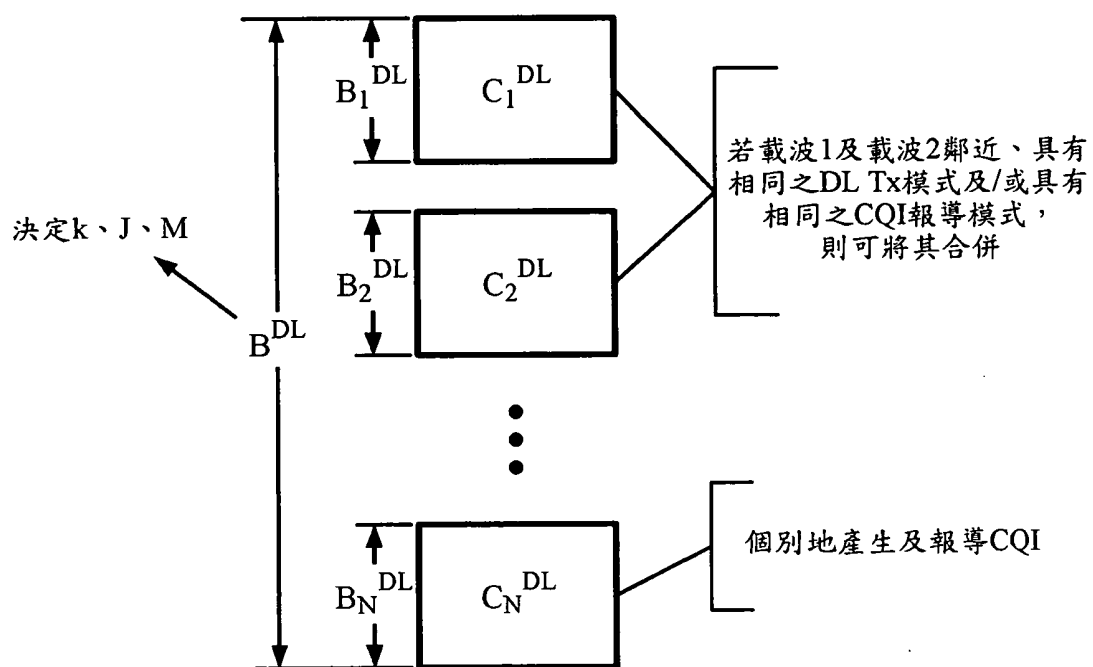 B₁ᴰᴸ
C₁ᴰᴸ
若載波1及載波2鄰近、具有
相同之DL Tx模式及/或具有
相同之CQI報導模式,
則可將其合併
決定k、J、M
B₂ᴰᴸ
C₂ᴰᴸ
Bᴰᴸ
個別地產生及報導CQI
B_Nᴰᴸ
C_Nᴰᴸ